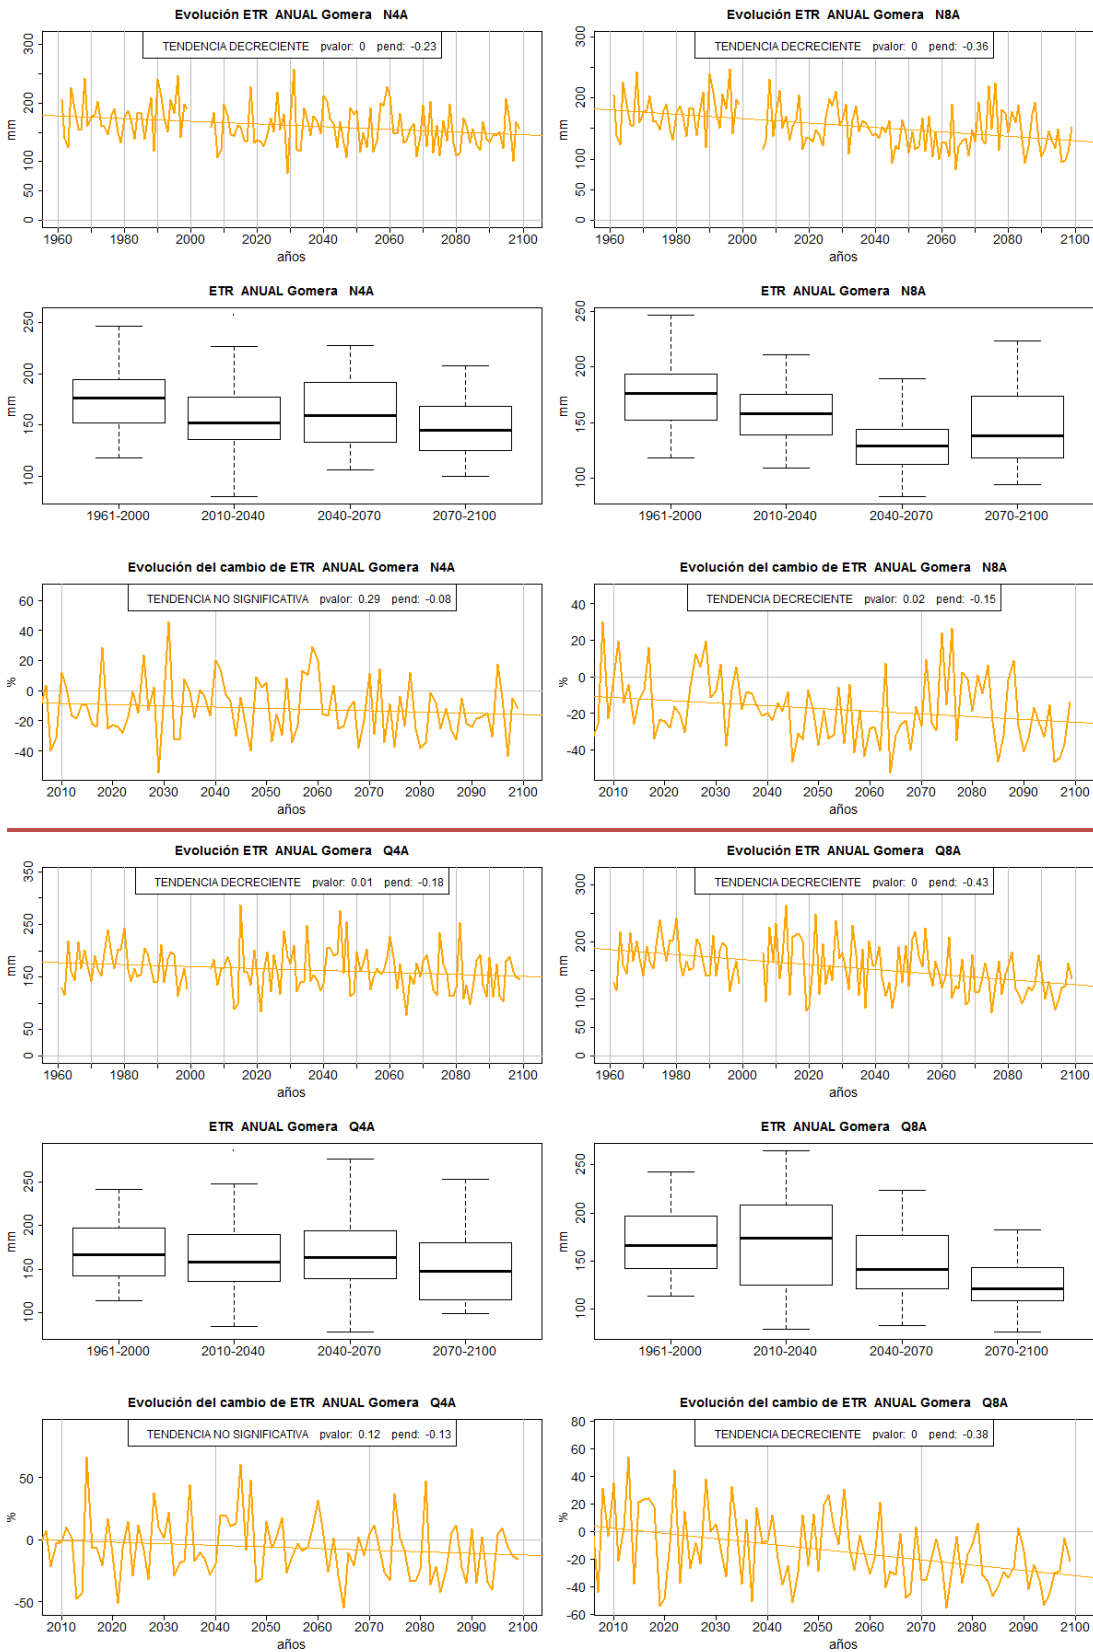 Evolución ETR ANUAL Gomera N4A
TENDENCIA DECRECIENTE pvalor: 0 pend: -0.23
mm
0 50 100 200 300
1960 1980 2000 2020 2040 2060 2080 2100
años
Evolución ETR ANUAL Gomera N8A
TENDENCIA DECRECIENTE pvalor: 0 pend: -0.36
mm
0 50 100 200 300
1960 1980 2000 2020 2040 2060 2080 2100
años
ETR ANUAL Gomera N4A
mm
100 150 200 250
1961-2000 2010-2040 2040-2070 2070-2100
ETR ANUAL Gomera N8A
mm
100 150 200 250
1961-2000 2010-2040 2040-2070 2070-2100
Evolución del cambio de ETR ANUAL Gomera N4A
TENDENCIA NO SIGNIFICATIVA pvalor: 0.29 pend: -0.08
%
60
40
20
0
-20
-40
2010 2020 2030 2040 2050 2060 2070 2080 2090 2100
años
Evolución del cambio de ETR ANUAL Gomera N8A
TENDENCIA DECRECIENTE pvalor: 0.02 pend: -0.15
%
40
20
0
-20
-40
2010 2020 2030 2040 2050 2060 2070 2080 2090 2100
años
Evolución ETR ANUAL Gomera Q4A
TENDENCIA DECRECIENTE pvalor: 0.01 pend: -0.18
mm
0 50 150 250 350
1960 1980 2000 2020 2040 2060 2080 2100
años
Evolución ETR ANUAL Gomera Q8A
TENDENCIA DECRECIENTE pvalor: 0 pend: -0.43
mm
0 50 100 200 300
1960 1980 2000 2020 2040 2060 2080 2100
años
ETR ANUAL Gomera Q4A
mm
100 150 200 250
1961-2000 2010-2040 2040-2070 2070-2100
ETR ANUAL Gomera Q8A
mm
100 150 200 250
1961-2000 2010-2040 2040-2070 2070-2100
Evolución del cambio de ETR ANUAL Gomera Q4A
TENDENCIA NO SIGNIFICATIVA pvalor: 0.12 pend: -0.13
%
50
0
-50
2010 2020 2030 2040 2050 2060 2070 2080 2090 2100
años
Evolución del cambio de ETR ANUAL Gomera Q8A
TENDENCIA DECRECIENTE pvalor: 0 pend: -0.38
%
80
60
40
20
0
-20
-40
-60
2010 2020 2030 2040 2050 2060 2070 2080 2090 2100
años